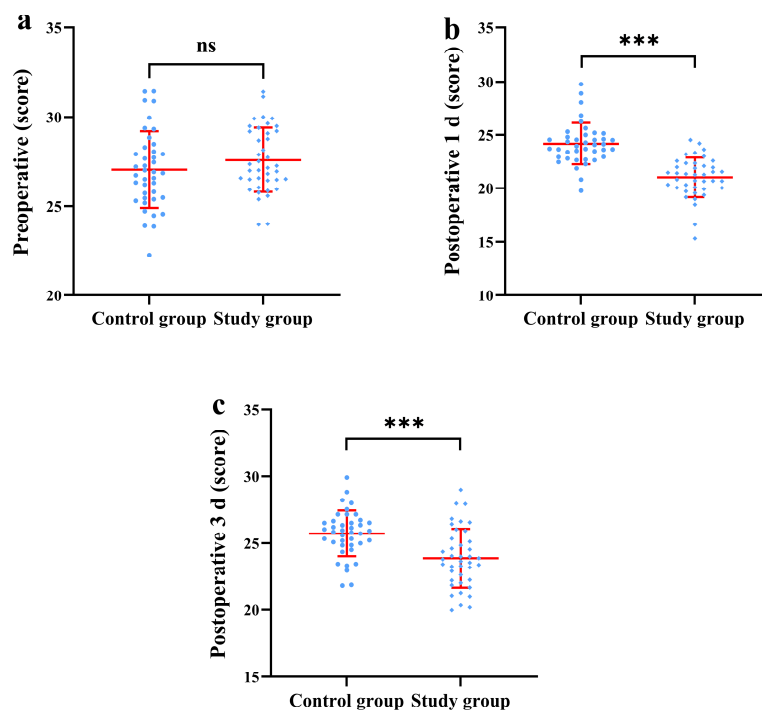 a
ns
Preoperative (score)
35
30
25
20
Control group Study group
b
***
Postoperative 1 d (score)
35
30
25
20
15
10
Control group Study group
c
***
Postoperative 3 d (score)
35
30
25
20
15
Control group Study group